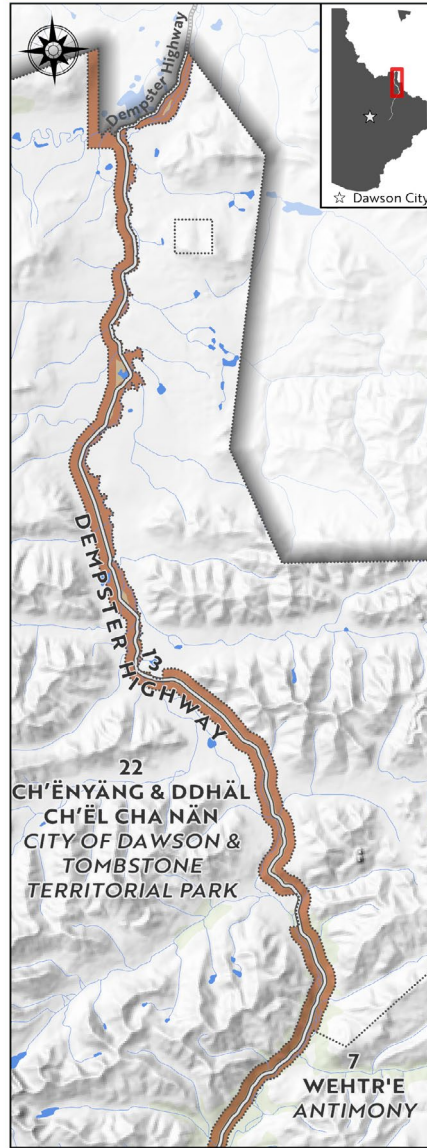 Dempster Highway
Dawson City
DEMPSTER HIGHWAY
13
22
CH'ËNYÄNG & DDHÄL
CH'ËL CHA NÄN
CITY OF DAWSON &
TOMBSTONE
TERRITORIAL PARK
7
WEHTR'E
ANTIMONY